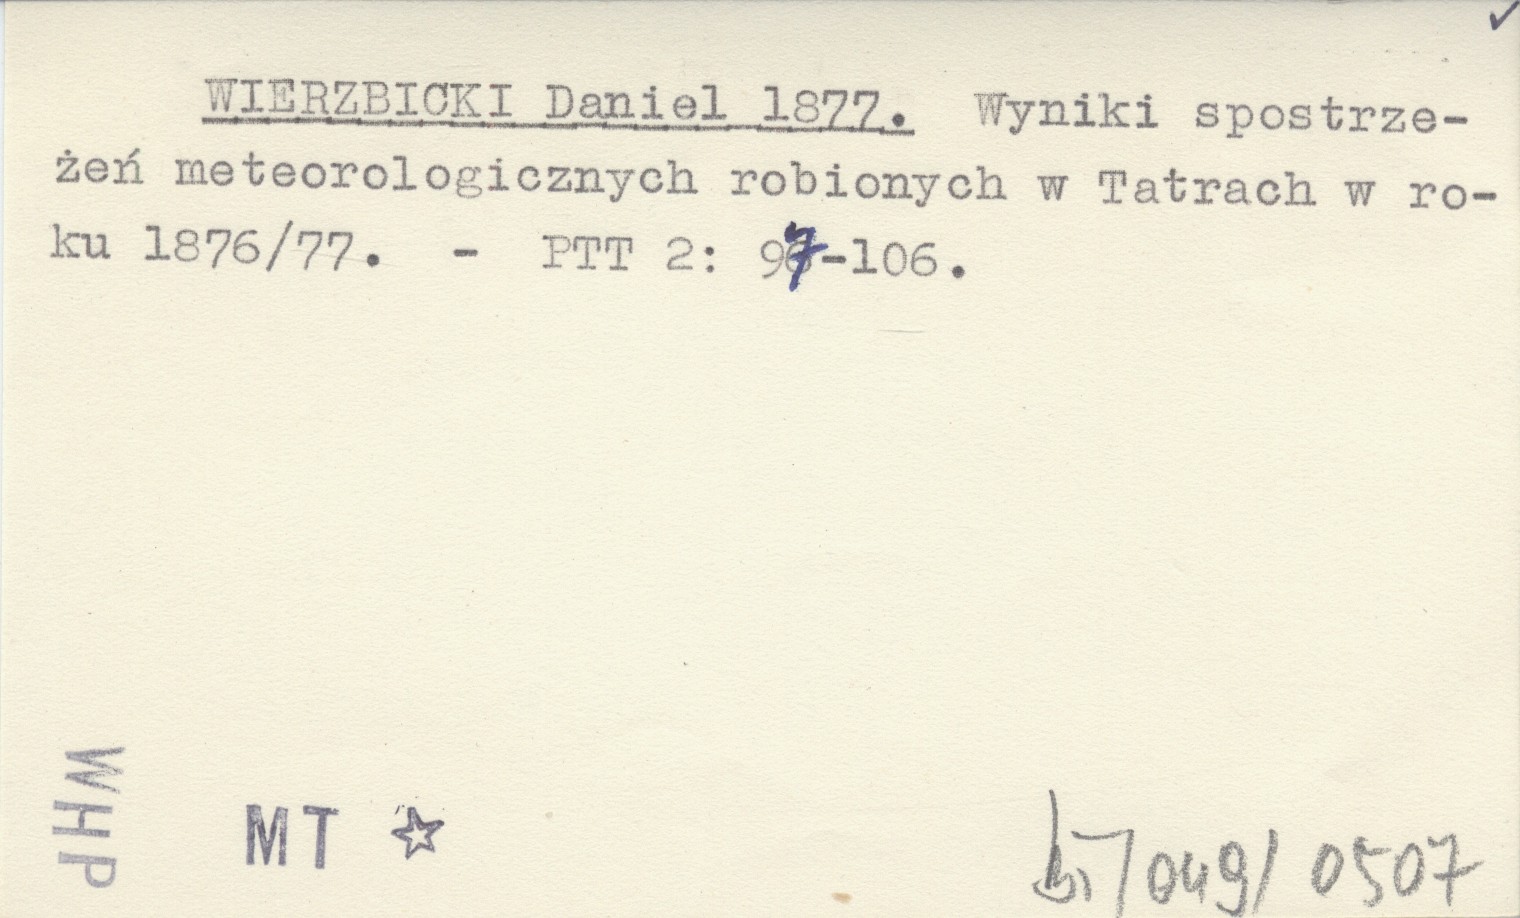 WIERZBICKI Daniel 1877. Wyniki spostrze-
żeń meteorologicznych robionych w Tatrach w ro-
ku 1876/77. - PTT 2: 97-106.
WHP
MT ☆
049/0507